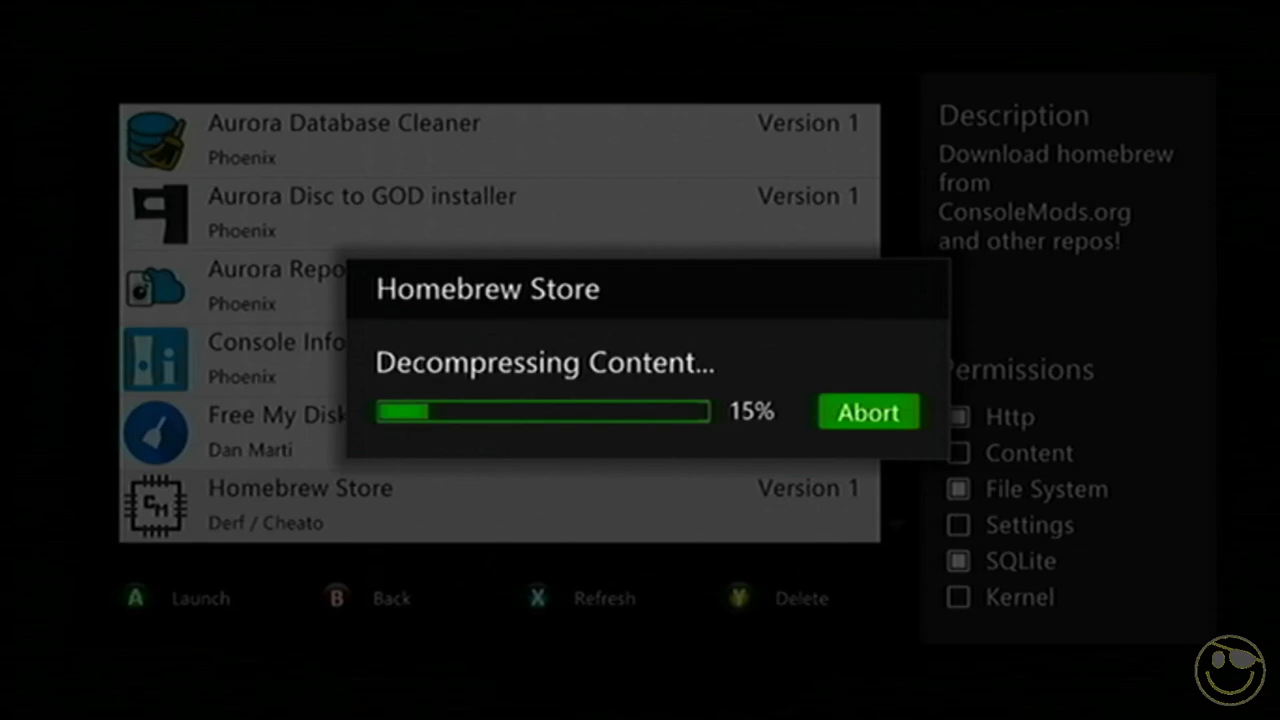 Aurora Database Cleaner Version 1
Phoenix
Aurora Disc to GOD installer Version 1
Phoenix
Aurora Repo
Phoenix
Console Info
Phoenix
Free My Disk
Dan Marti
Homebrew Store Version 1
Derf / Cheato
CM
Homebrew Store
Decompressing Content...
15% Abort
Description
Download homebrew
from
ConsoleMods.org
and other repos!
Permissions
Http
Content
File System
Settings
SQLite
Kernel
A Launch B Back X Refresh Y Delete